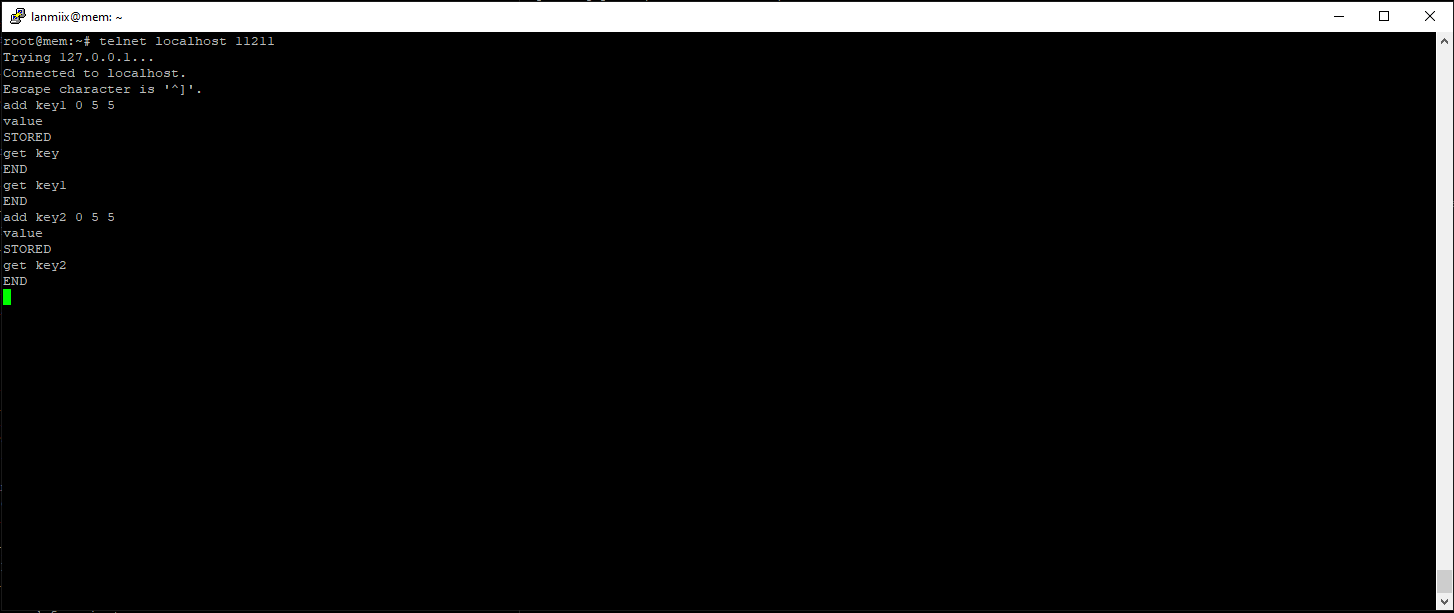 lanmiix@mem: ~
root@mem:~# telnet localhost 11211
Trying 127.0.0.1...
Connected to localhost.
Escape character is '^]'.
add key1 0 5 5
value
STORED
get key
END
get key1
END
add key2 0 5 5
value
STORED
get key2
END